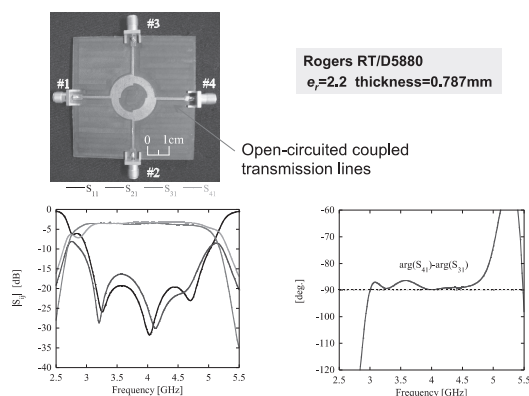 #3
Rogers RT/D5880
er=2.2 thickness=0.787mm
#1
#4
0 1cm
Open-circuited coupled
transmission lines
#2
S11 S21 S31 S41
0
-5
-10
-15
-20
-25
-30
-35
-40
|Sij| [dB]
2.5 3 3.5 4 4.5 5 5.5
Frequency [GHz]
-60
-70
-80
-90
-100
-110
-120
[deg.]
arg(S41)-arg(S31)
2.5 3 3.5 4 4.5 5 5.5
Frequency [GHz]